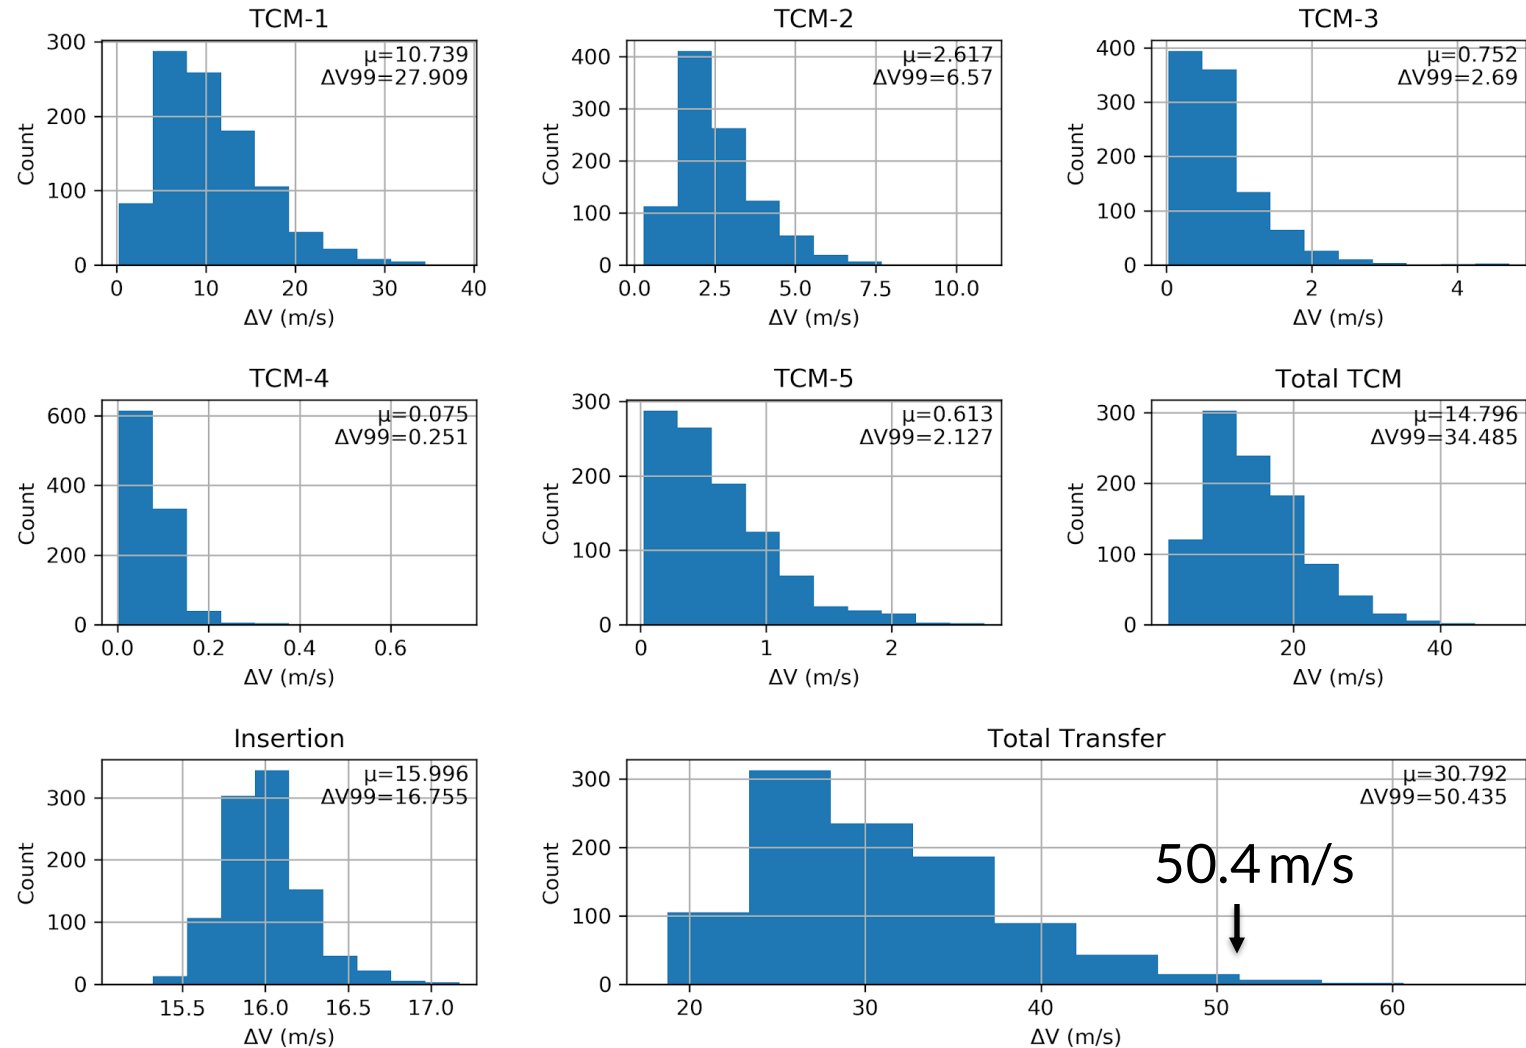 TCM-1
μ=10.739
ΔV99=27.909
300
200
100
0
Count
0 10 20 30 40
ΔV (m/s)
TCM-2
μ=2.617
ΔV99=6.57
400
300
200
100
0
Count
0.0 2.5 5.0 7.5 10.0
ΔV (m/s)
TCM-3
μ=0.752
ΔV99=2.69
400
300
200
100
0
Count
0 2 4
ΔV (m/s)
TCM-4
μ=0.075
ΔV99=0.251
600
400
200
0
Count
0.0 0.2 0.4 0.6
ΔV (m/s)
TCM-5
μ=0.613
ΔV99=2.127
300
200
100
0
Count
0 1 2
ΔV (m/s)
Total TCM
μ=14.796
ΔV99=34.485
300
200
100
0
Count
20 40
ΔV (m/s)
Insertion
μ=15.996
ΔV99=16.755
300
200
100
0
Count
15.5 16.0 16.5 17.0
ΔV (m/s)
Total Transfer
μ=30.792
ΔV99=50.435
50.4 m/s
300
200
100
0
Count
20 30 40 50 60
ΔV (m/s)